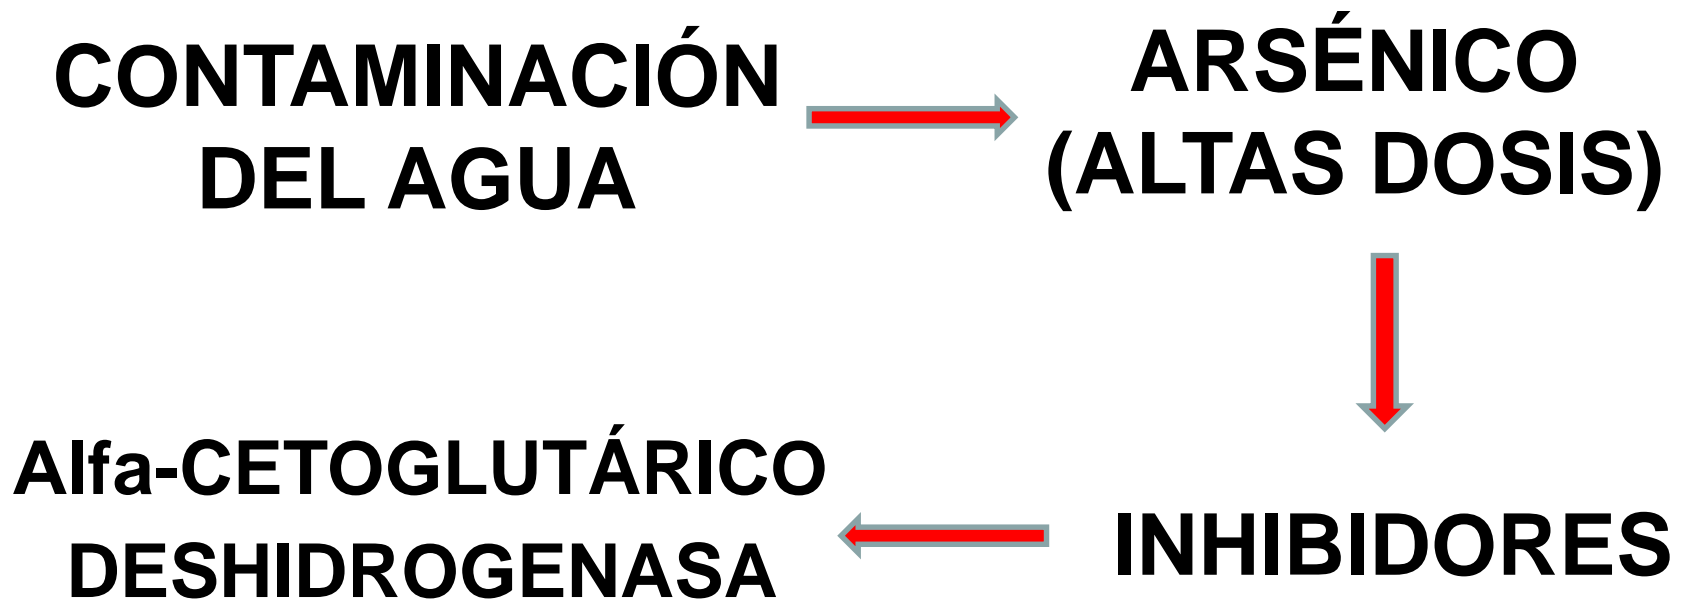 CONTAMINACIÓN
DEL AGUA
ARSÉNICO
(ALTAS DOSIS)
INHIBIDORES
Alfa-CETOGLUTÁRICO
DESHIDROGENASA